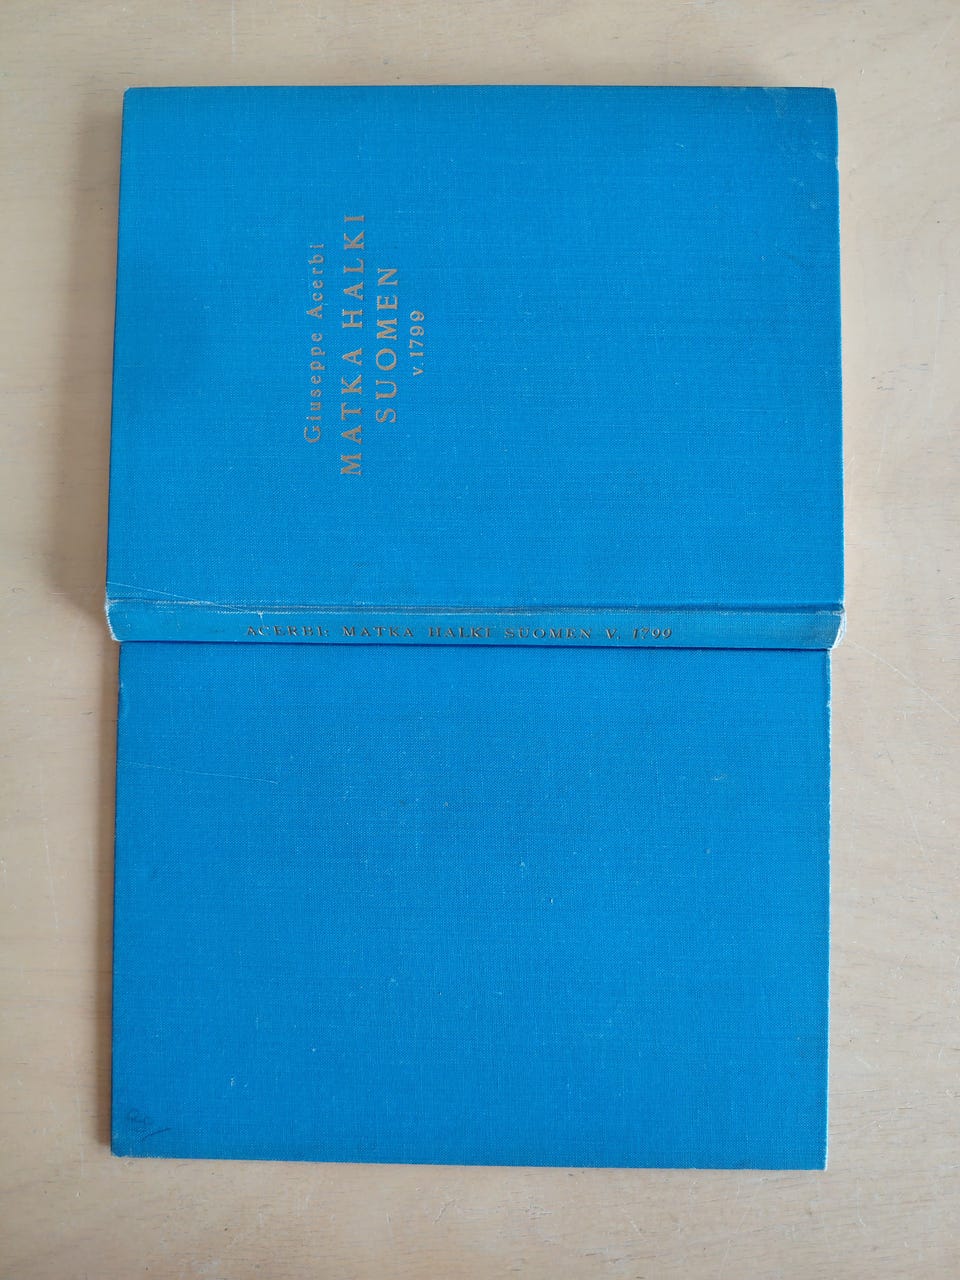 Giuseppe Acerbi
MATKA HALKI
SUOMEN
v. 1799
ACERBI: MATKA HALKI SUOMEN V. 1799